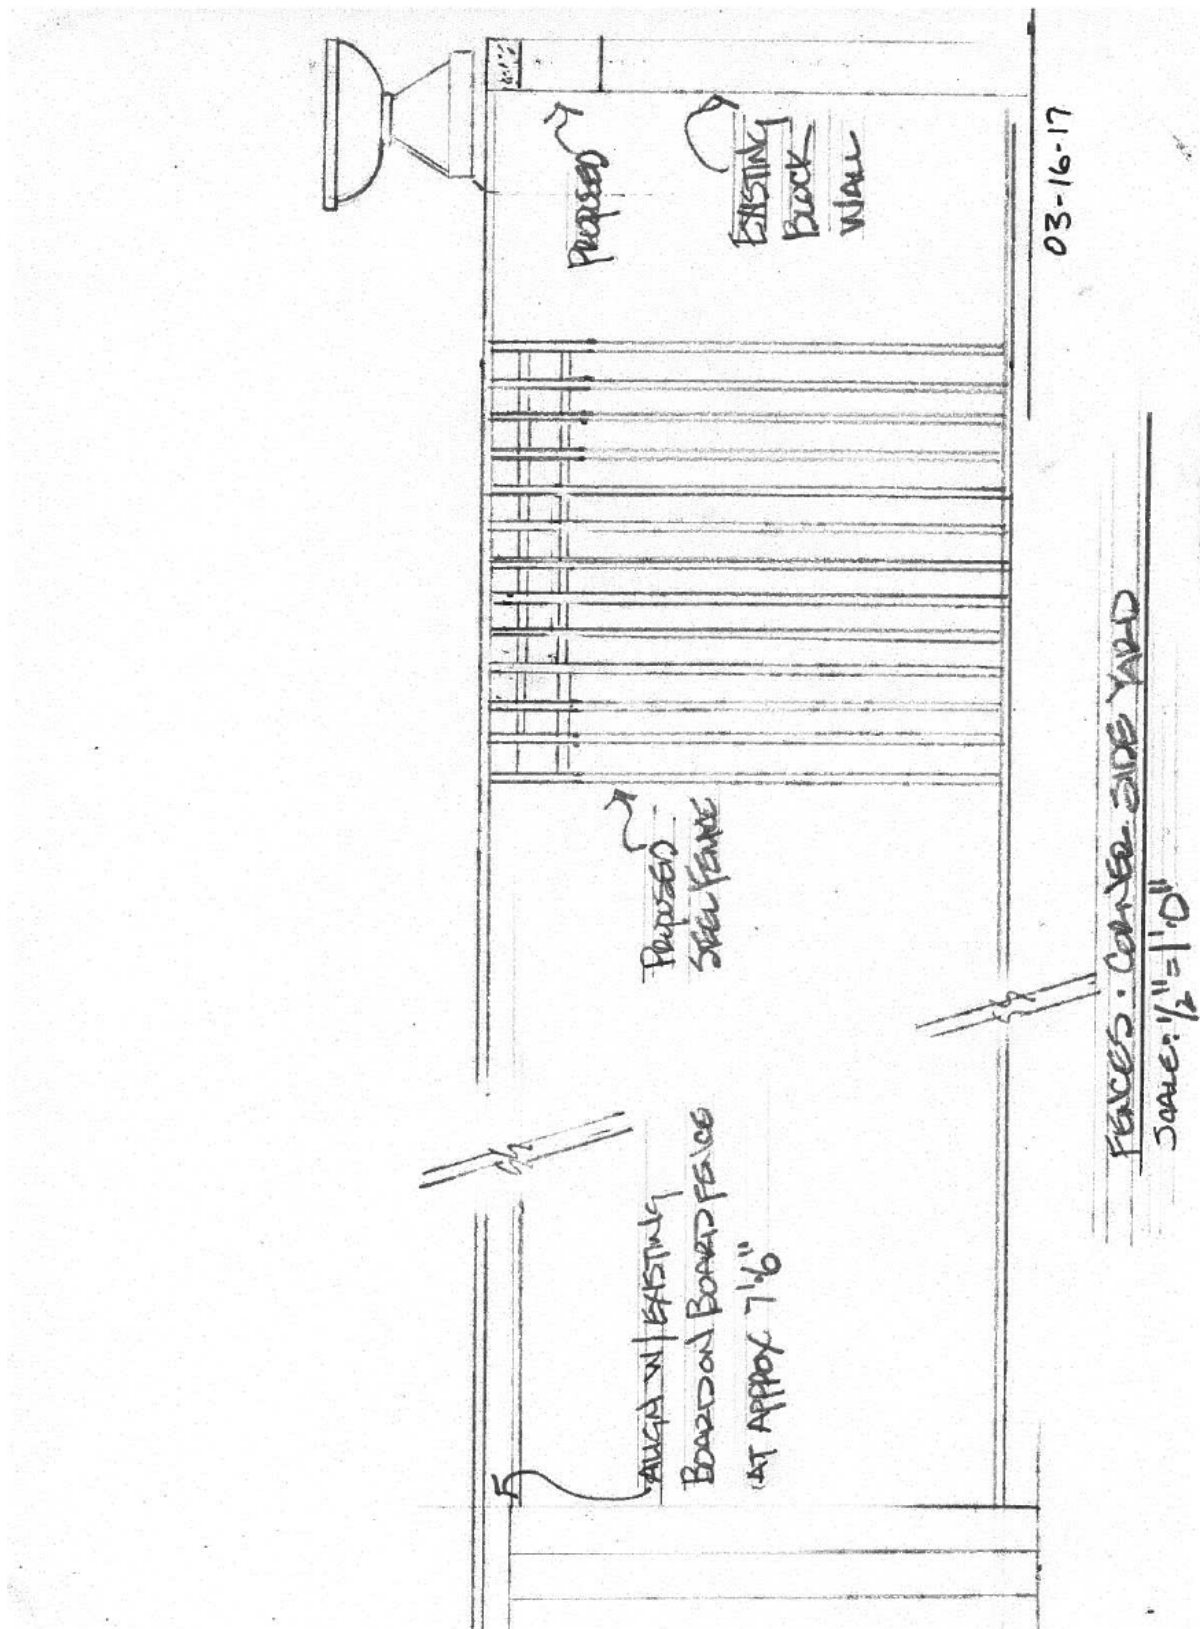 ALIGN W/ EXISTING
BOARD ON BOARD FENCE
AT APPROX 7'-6"
PROPOSED
STEEL FENCE
PROPOSED
EXISTING
BLOCK
WALL
03-16-17
FENCES: CORNER SIDE YARD
SCALE: 1/2"=1'0"